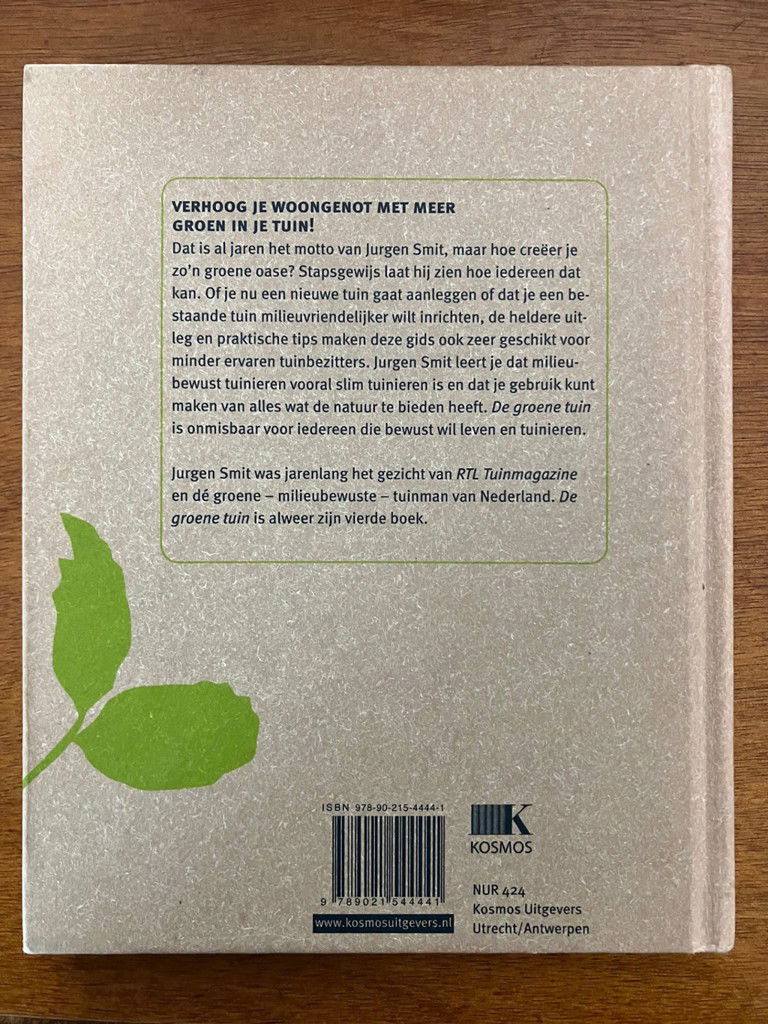 VERHOOG JE WOONGENOT MET MEER
GROEN IN JE TUIN!
Dat is al jaren het motto van Jurgen Smit, maar hoe creëer je
zo'n groene oase? Stapsgewijs laat hij zien hoe iedereen dat
kan. Of je nu een nieuwe tuin gaat aanleggen of dat je een be-
staande tuin milieuvriendelijker wilt inrichten, de heldere uit-
leg en praktische tips maken deze gids ook zeer geschikt voor
minder ervaren tuinbezitters. Jurgen Smit leert je dat milieu-
bewust tuinieren vooral slim tuinieren is en dat je gebruik kunt
maken van alles wat de natuur te bieden heeft. De groene tuin
is onmisbaar voor iedereen die bewust wil leven en tuinieren.
Jurgen Smit was jarenlang het gezicht van RTL Tuinmagazine
en dé groene – milieubewuste – tuinman van Nederland. De
groene tuin is alweer zijn vierde boek.
ISBN 978-90-215-4444-1
9 789021 544441
www.kosmosuitgevers.nl
K
KOSMOS
NUR 424
Kosmos Uitgevers
Utrecht/Antwerpen